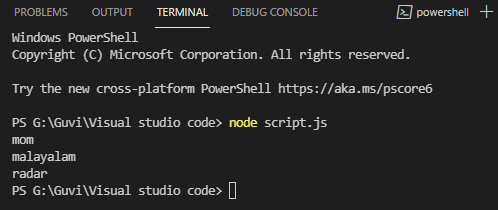 PROBLEMS OUTPUT TERMINAL DEBUG CONSOLE powershell
Windows PowerShell
Copyright (C) Microsoft Corporation. All rights reserved.
Try the new cross-platform PowerShell https://aka.ms/pscore6
PS G:\Guvi\Visual studio code> node script.js
mom
malayalam
radar
PS G:\Guvi\Visual studio code>